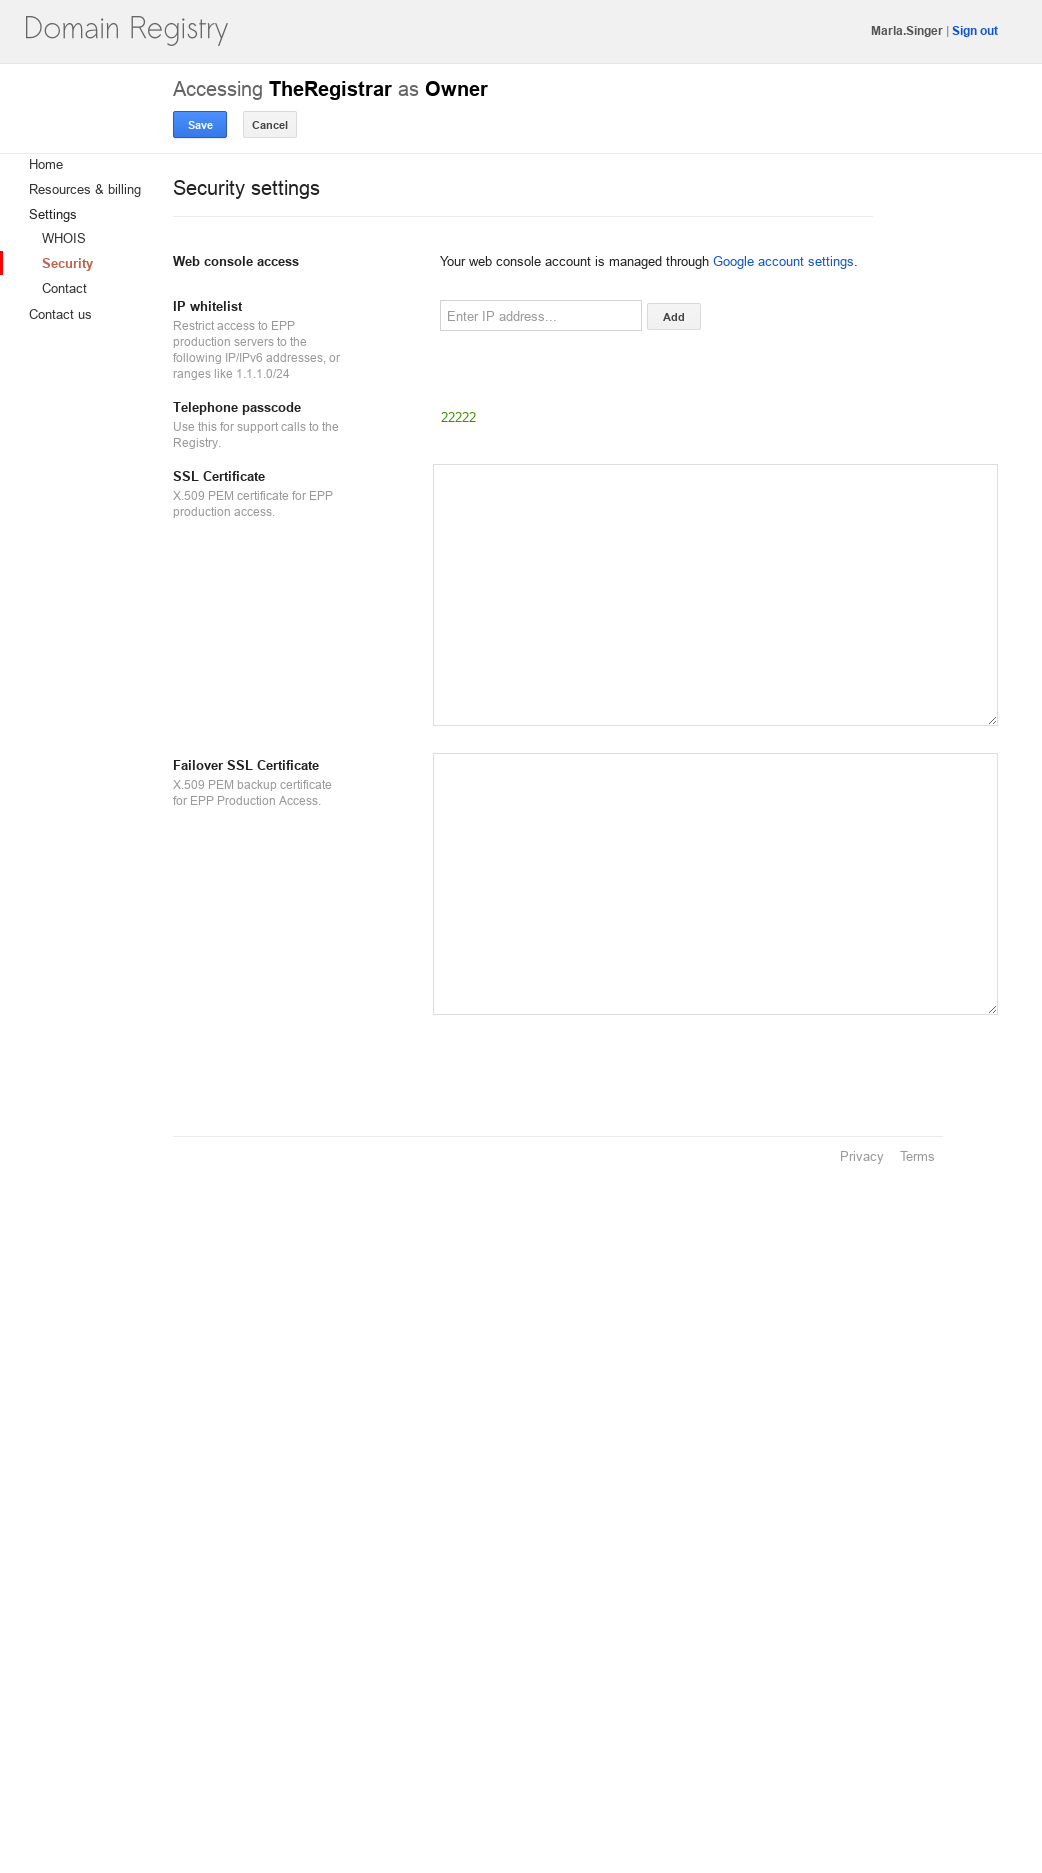 Domain Registry
Marla.Singer | Sign out
Accessing TheRegistrar as Owner
Save
Cancel
Home
Resources & billing
Settings
WHOIS
Security
Contact
Contact us
Security settings
Web console access
Your web console account is managed through Google account settings.
IP whitelist
Restrict access to EPP
production servers to the
following IP/IPv6 addresses, or
ranges like 1.1.1.0/24
Enter IP address...
Add
Telephone passcode
Use this for support calls to the
Registry.
22222
SSL Certificate
X.509 PEM certificate for EPP
production access.
Failover SSL Certificate
X.509 PEM backup certificate
for EPP Production Access.
Privacy
Terms